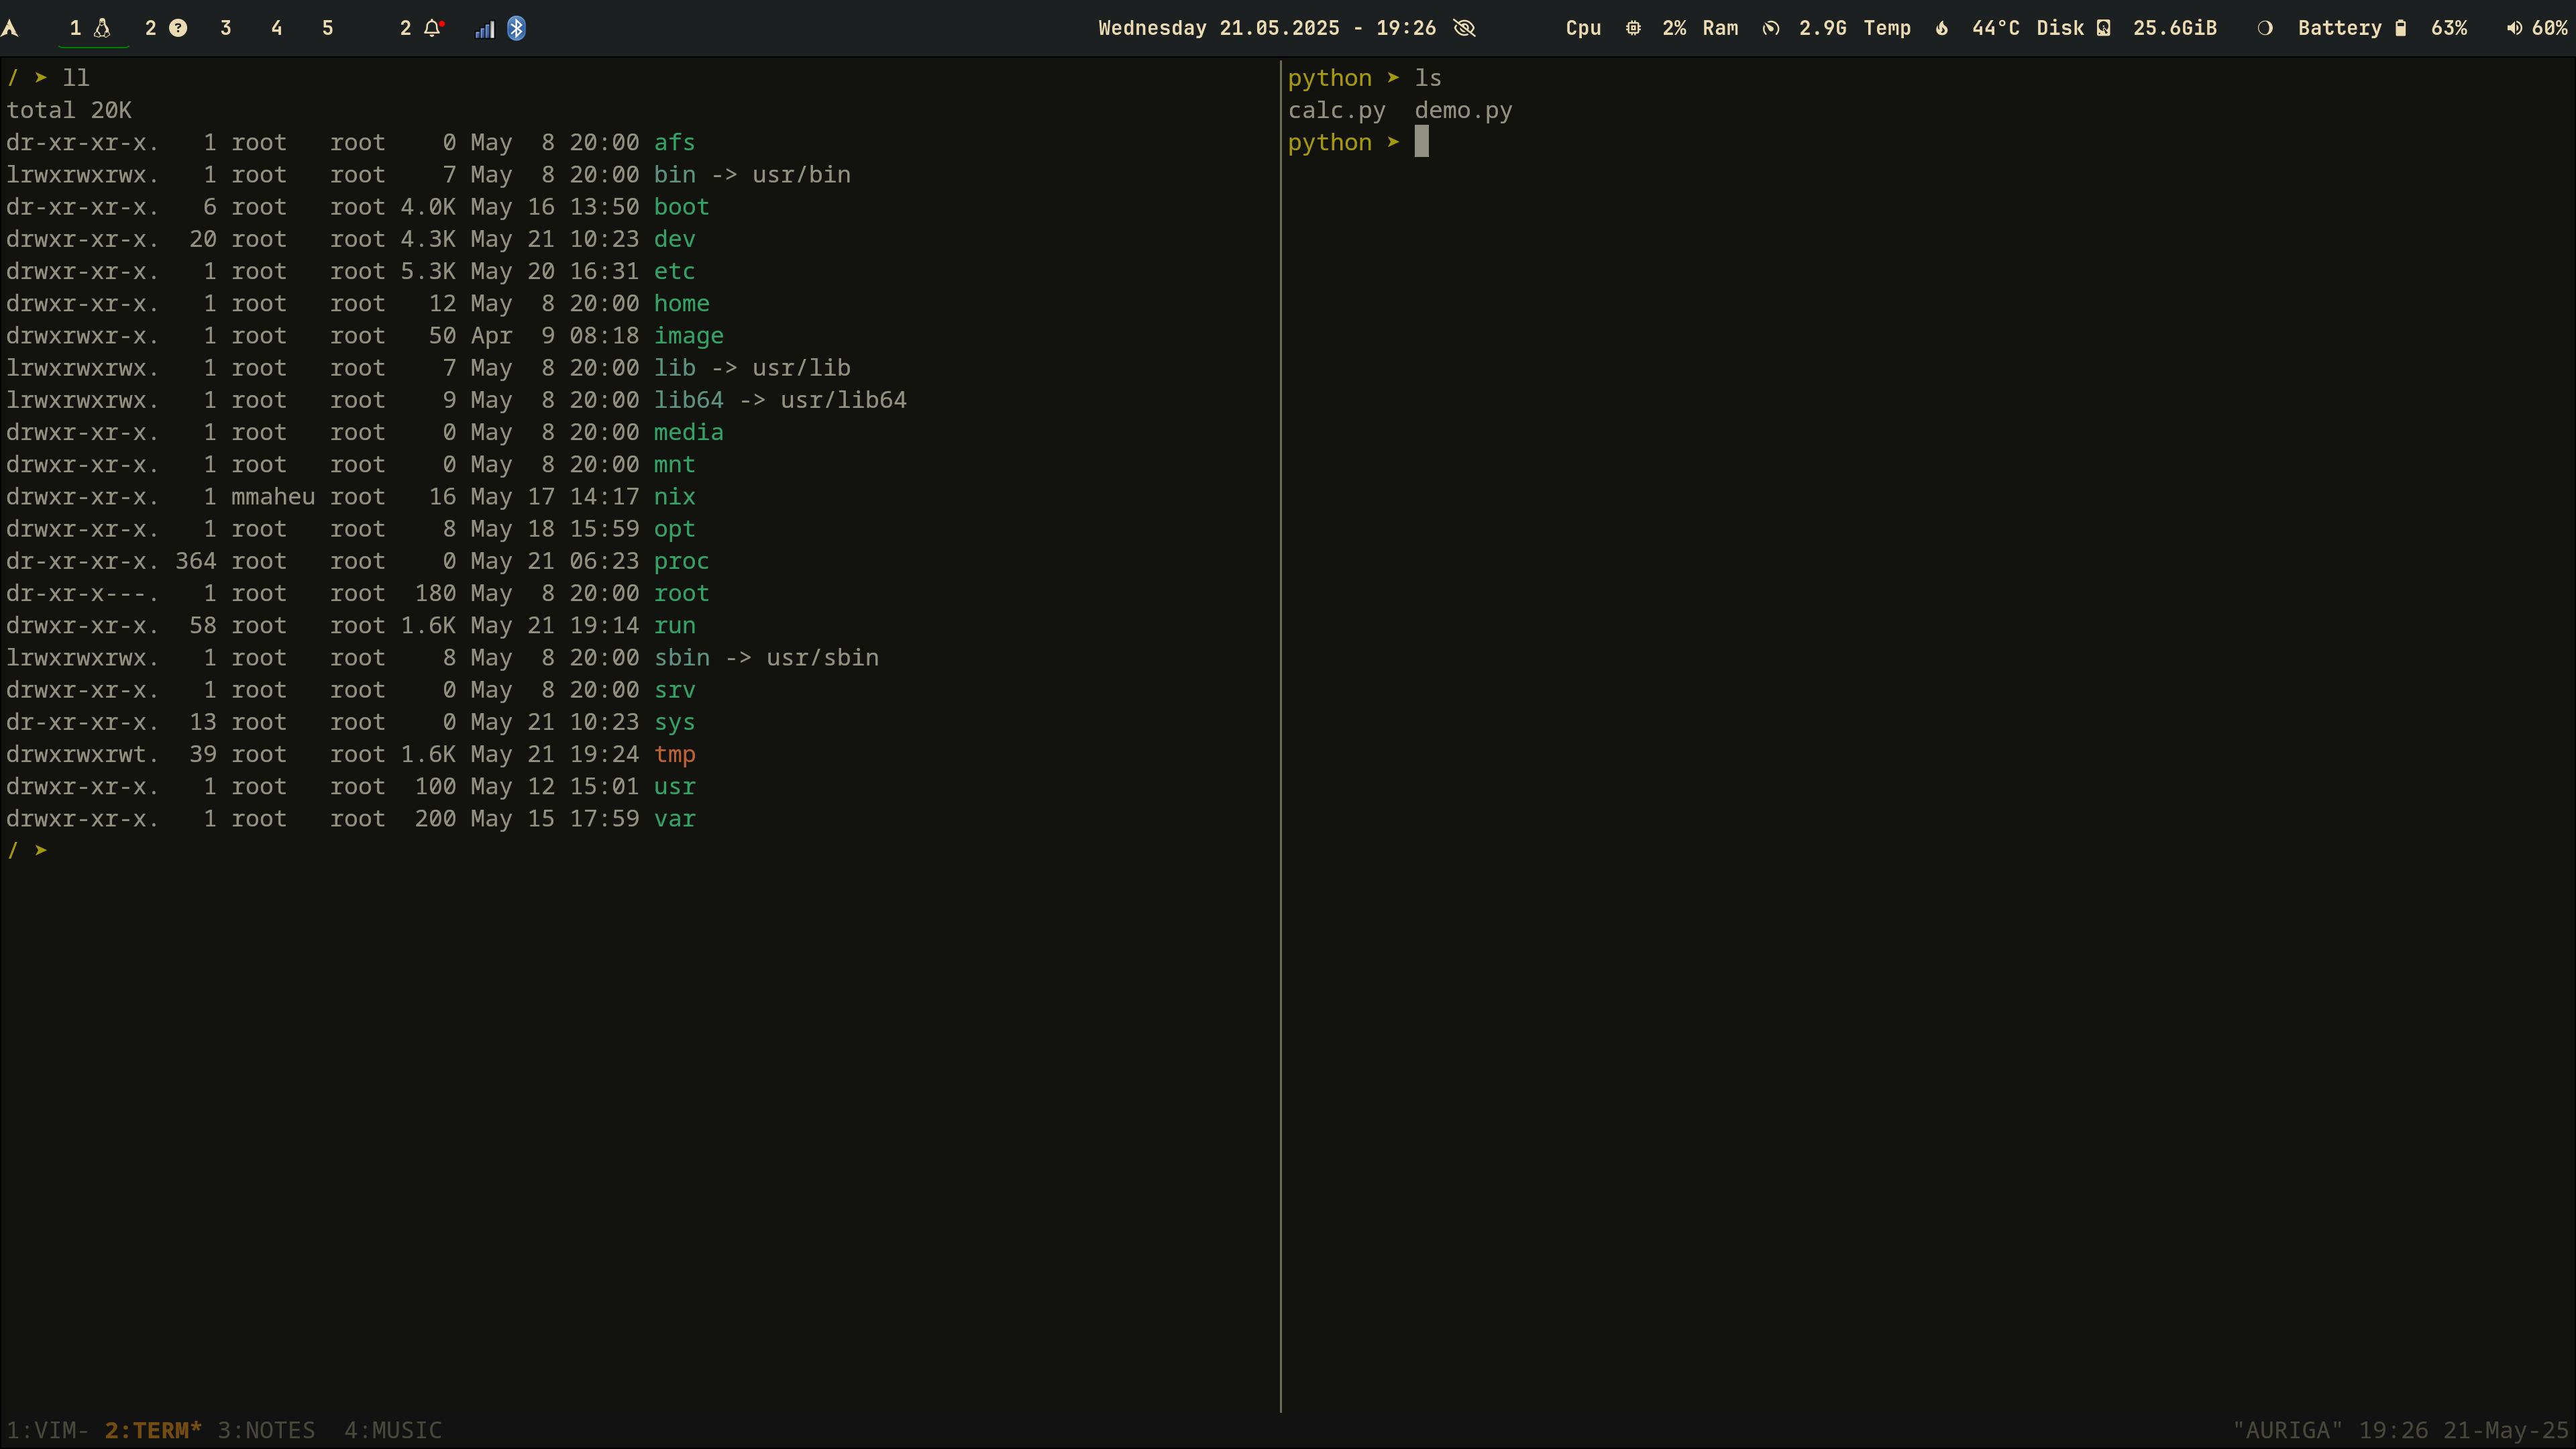 1 2 3 4 5 2 Wednesday 21.05.2025 - 19:26 Cpu 2% Ram 2.9G Temp 44°C Disk 25.6GiB Battery 63% 60%
/ ➤ ll
total 20K
dr-xr-xr-x.   1 root   root    0 May  8 20:00 afs
lrwxrwxrwx.   1 root   root    7 May  8 20:00 bin -> usr/bin
dr-xr-xr-x.   6 root   root 4.0K May 16 13:50 boot
drwxr-xr-x.  20 root   root 4.3K May 21 10:23 dev
drwxr-xr-x.   1 root   root 5.3K May 20 16:31 etc
drwxr-xr-x.   1 root   root   12 May  8 20:00 home
drwxrwxr-x.   1 root   root   50 Apr  9 08:18 image
lrwxrwxrwx.   1 root   root    7 May  8 20:00 lib -> usr/lib
lrwxrwxrwx.   1 root   root    9 May  8 20:00 lib64 -> usr/lib64
drwxr-xr-x.   1 root   root    0 May  8 20:00 media
drwxr-xr-x.   1 root   root    0 May  8 20:00 mnt
drwxr-xr-x.   1 mmaheu root   16 May 17 14:17 nix
drwxr-xr-x.   1 root   root    8 May 18 15:59 opt
dr-xr-xr-x. 364 root   root    0 May 21 06:23 proc
dr-xr-x---.   1 root   root  180 May  8 20:00 root
drwxr-xr-x.  58 root   root 1.6K May 21 19:14 run
lrwxrwxrwx.   1 root   root    8 May  8 20:00 sbin -> usr/sbin
drwxr-xr-x.   1 root   root    0 May  8 20:00 srv
dr-xr-xr-x.  13 root   root    0 May 21 10:23 sys
drwxrwxrwt.  39 root   root 1.6K May 21 19:24 tmp
drwxr-xr-x.   1 root   root  100 May 12 15:01 usr
drwxr-xr-x.   1 root   root  200 May 15 17:59 var
/ ➤
python ➤ ls
calc.py  demo.py
python ➤
1:VIM- 2:TERM* 3:NOTES  4:MUSIC "AURIGA" 19:26 21-May-25